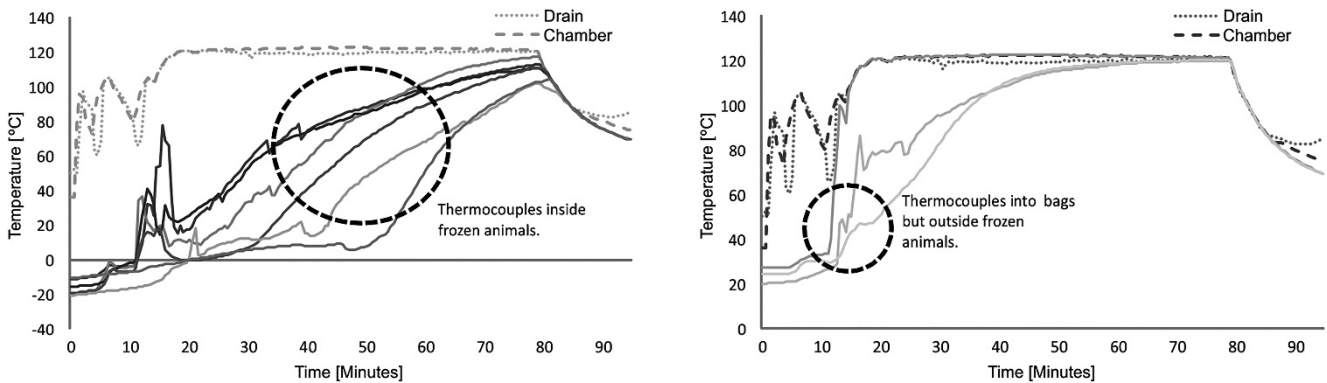 140
120
100
80
60
40
20
0
-20
-40
Temperature [°C]
0 10 20 30 40 50 60 70 80 90
Time [Minutes]
Drain
Chamber
Thermocouples inside
frozen animals.
140
120
100
80
60
40
20
0
Temperature [°C]
0 10 20 30 40 50 60 70 80 90
Time [Minutes]
Drain
Chamber
Thermocouples into bags
but outside frozen
animals.